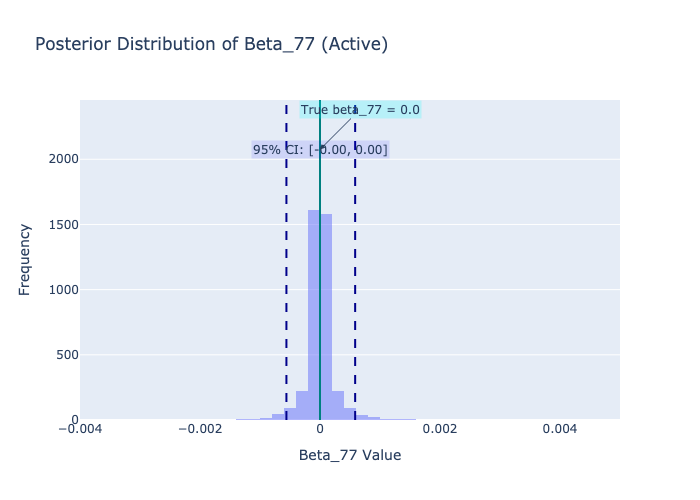 Posterior Distribution of Beta_77 (Active)
True beta_77 = 0.0
95% CI: [-0.00, 0.00]
2000
1500
1000
500
0
Frequency
−0.004
−0.002
0
0.002
0.004
Beta_77 Value